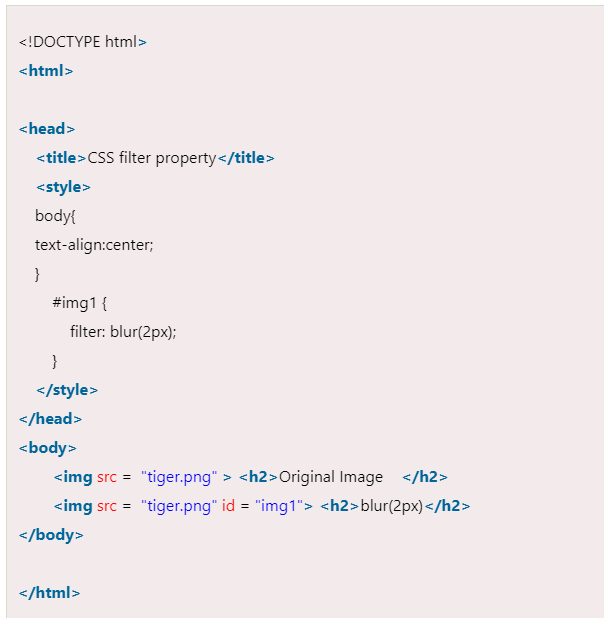 <!DOCTYPE html>
<html>
<head>
<title>CSS filter property</title>
<style>
body{
text-align:center;
}
#img1 {
filter: blur(2px);
}
</style>
</head>
<body>
<img src = "tiger.png" > <h2>Original Image </h2>
<img src = "tiger.png" id = "img1"> <h2>blur(2px)</h2>
</body>
</html>